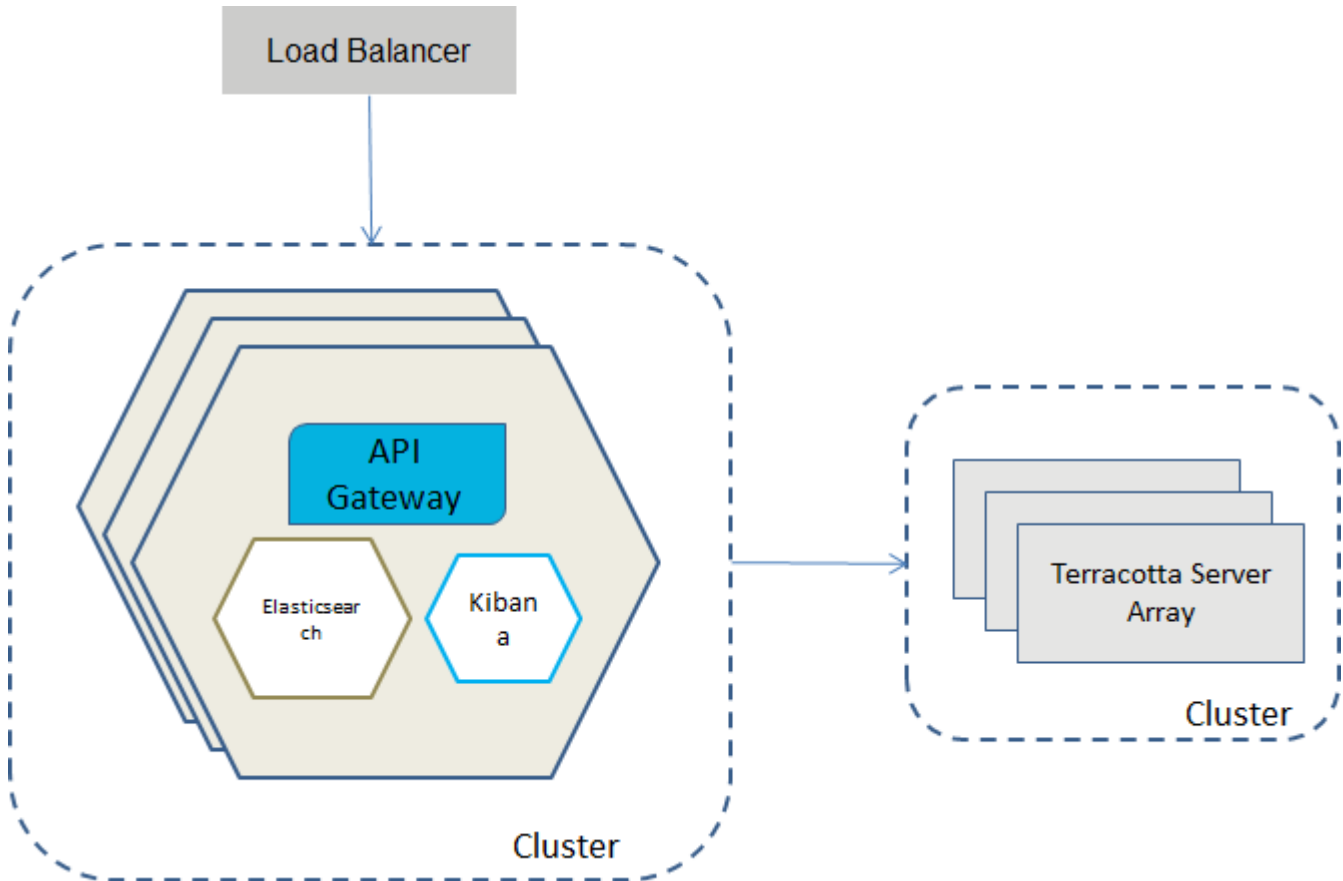 Load Balancer
API
Gateway
Elasticsear
ch
Kiban
a
Cluster
Terracotta Server
Array
Cluster